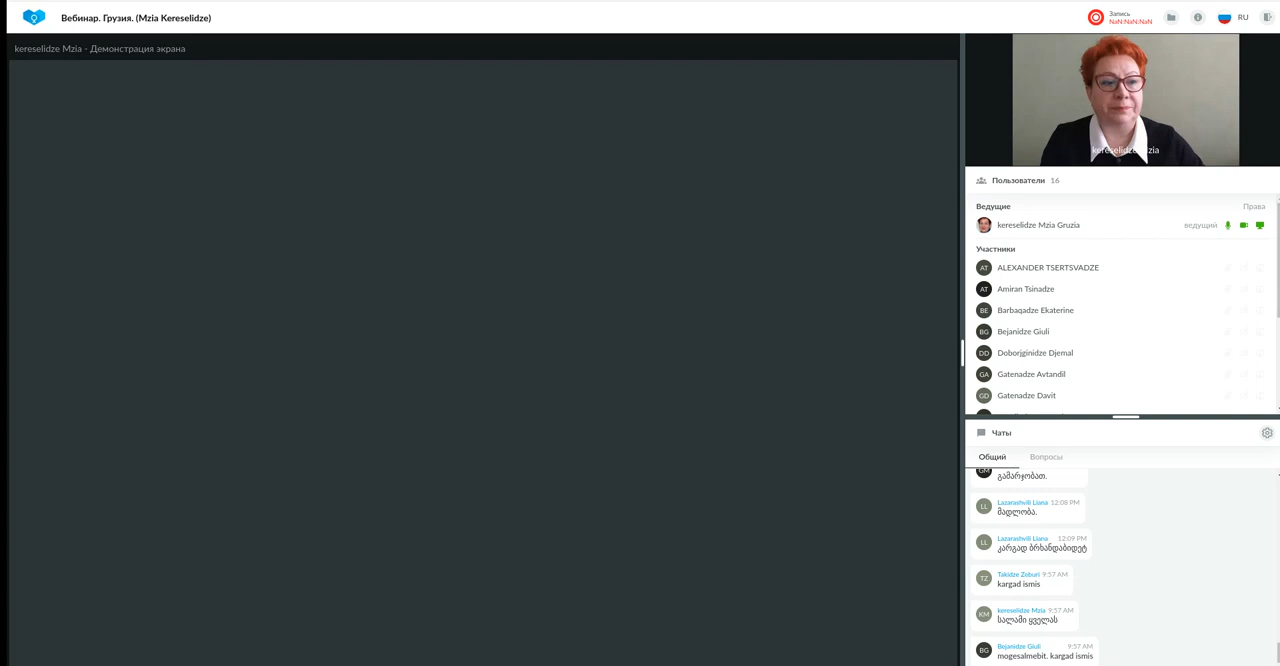 Вебинар. Грузия. (Mzia Kereselidze)
Запись
NaN:NaN:NaN
RU
kereselidze Mzia - Демонстрация экрана
kereselidze Mzia
Пользователи 16
Ведущие Права
kereselidze Mzia Gruzia ведущий
Участники
AT ALEXANDER TSERTSVADZE
AT Amiran Tsinadze
BE Barbaqadze Ekaterine
BG Bejanidze Giuli
DD Doborjginidze Djemal
GA Gatenadze Avtandil
GD Gatenadze Davit
Чаты
Общий Вопросы
GM
გამარჯობათ.
LL Lazarashvili Liana 12:08 PM
მადლობა.
LL Lazarashvili Liana 12:09 PM
კარგად ბრხანდაბიდეტ
TZ Takidze Zeburi 9:57 AM
kargad ismis
KM kereselidze Mzia 9:57 AM
სალამი ყველას
BG Bejanidze Giuli 9:57 AM
mogesalmebit. kargad ismis